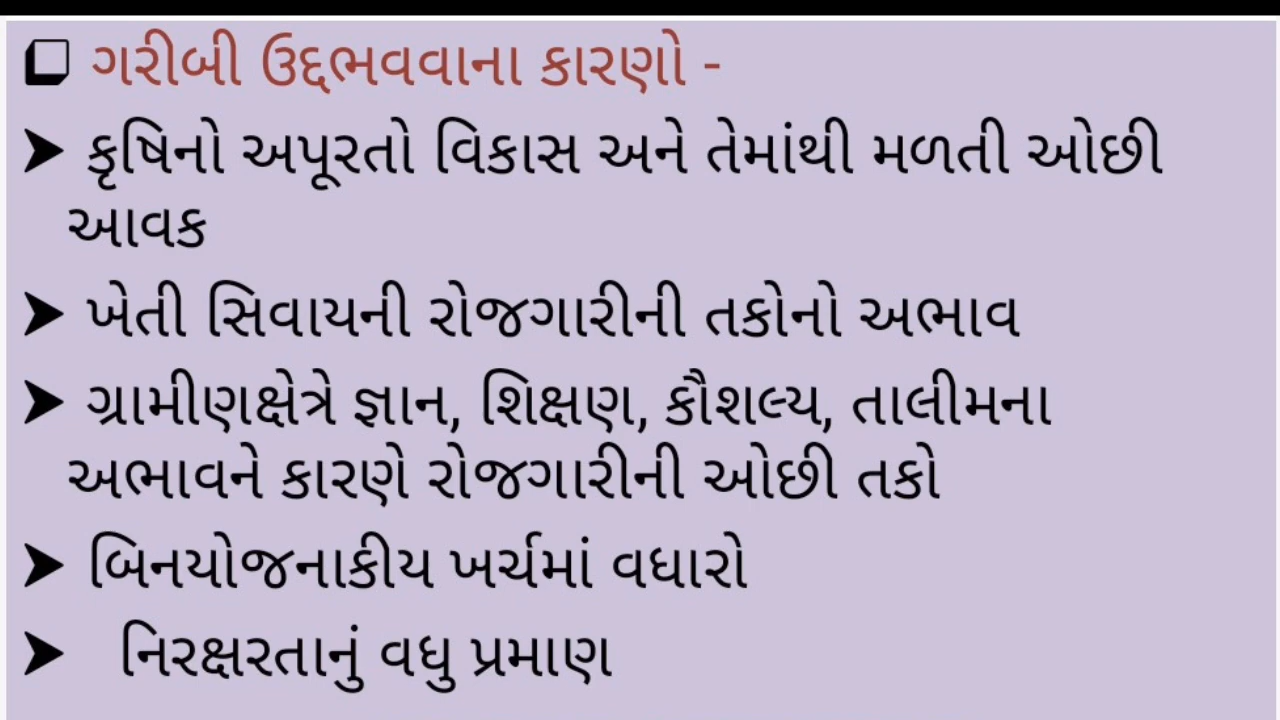 ❑ ગરીબી ઉદ્દભવવાના કારણો -
➤ કૃષિનો અપૂરતો વિકાસ અને તેમાંથી મળતી ઓછી
આવક
➤ ખેતી સિવાયની રોજગારીની તકોનો અભાવ
➤ ગ્રામીણક્ષેત્રે જ્ઞાન, શિક્ષણ, કૌશલ્ય, તાલીમના
અભાવને કારણે રોજગારીની ઓછી તકો
➤ બિનયોજનાકીય ખર્ચમાં વધારો
➤ નિરક્ષરતાનું વધુ પ્રમાણ